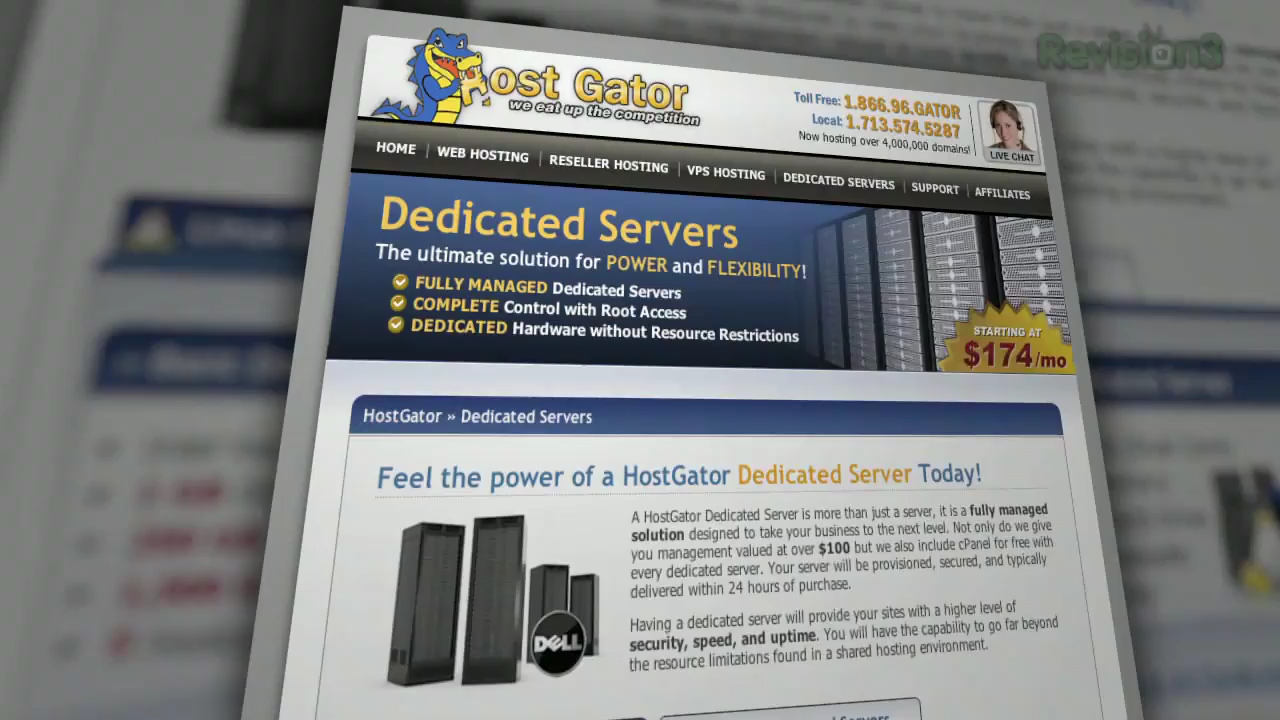 Revision3
Host Gator
we eat up the competition
Toll Free: 1.866.96.GATOR
Local: 1.713.574.5287
Now hosting over 4,000,000 domains!
LIVE CHAT
HOME | WEB HOSTING | RESELLER HOSTING | VPS HOSTING | DEDICATED SERVERS | SUPPORT | AFFILIATES
Dedicated Servers
The ultimate solution for POWER and FLEXIBILITY!
FULLY MANAGED Dedicated Servers
COMPLETE Control with Root Access
DEDICATED Hardware without Resource Restrictions
STARTING AT
$174/mo
HostGator » Dedicated Servers
Feel the power of a HostGator Dedicated Server Today!
A HostGator Dedicated Server is more than just a server, it is a fully managed
solution designed to take your business to the next level. Not only do we give
you management valued at over $100 but we also include cPanel for free with
every dedicated server. Your server will be provisioned, secured, and typically
delivered within 24 hours of purchase.
DELL
Having a dedicated server will provide your sites with a higher level of
security, speed, and uptime. You will have the capability to go far beyond
the resource limitations found in a shared hosting environment.